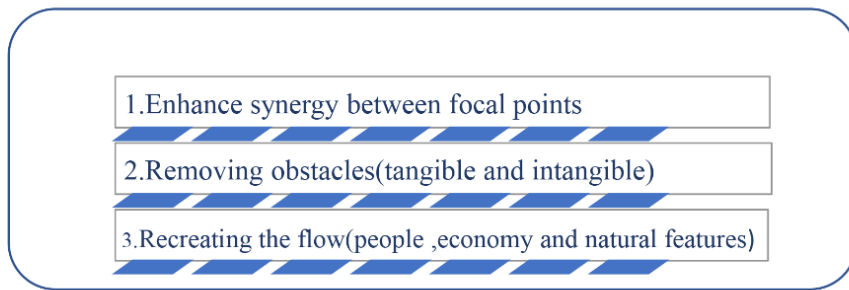 1.Enhance synergy between focal points
2.Removing obstacles(tangible and intangible)
3.Recreating the flow(people ,economy and natural features)